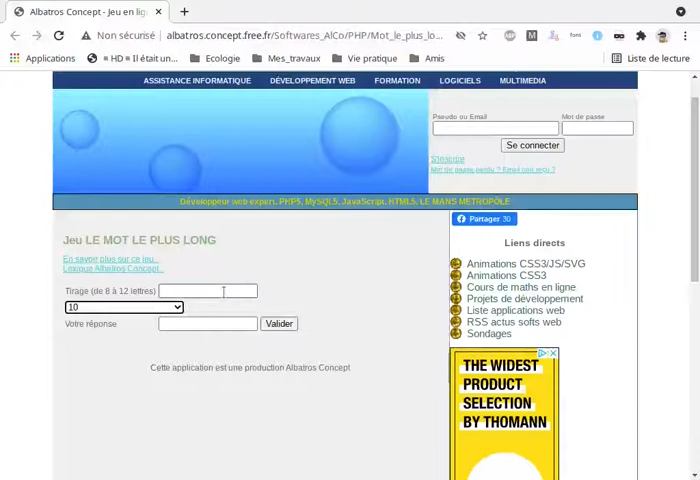 Albatros Concept - Jeu en lig
Non sécurisé
albatros.concept.free.fr/Softwares_AlCo/PHP/Mot_le_plus_lo...
Applications
= HD = Il était un...
Ecologie
Mes_travaux
Vie pratique
Amis
Liste de lecture
ASSISTANCE INFORMATIQUE
DÉVELOPPEMENT WEB
FORMATION
LOGICIELS
MULTIMEDIA
Pseudo ou Email
Mot de passe
Se connecter
S'inscrire
Mot de passe perdu ? Email pas reçu ?
Développeur web expert, PHP5, MySQL5, JavaScript, HTML5, LE MANS METROPOLE
Partager 30
Jeu LE MOT LE PLUS LONG
En savoir plus sur ce jeu...
Lexique Albatros Concept...
Tirage (de 8 à 12 lettres)
10
Votre réponse
Valider
Cette application est une production Albatros Concept
Liens directs
Animations CSS3/JS/SVG
Animations CSS3
Cours de maths en ligne
Projets de développement
Liste applications web
RSS actus softs web
Sondages
THE WIDEST
PRODUCT
SELECTION
BY THOMANN